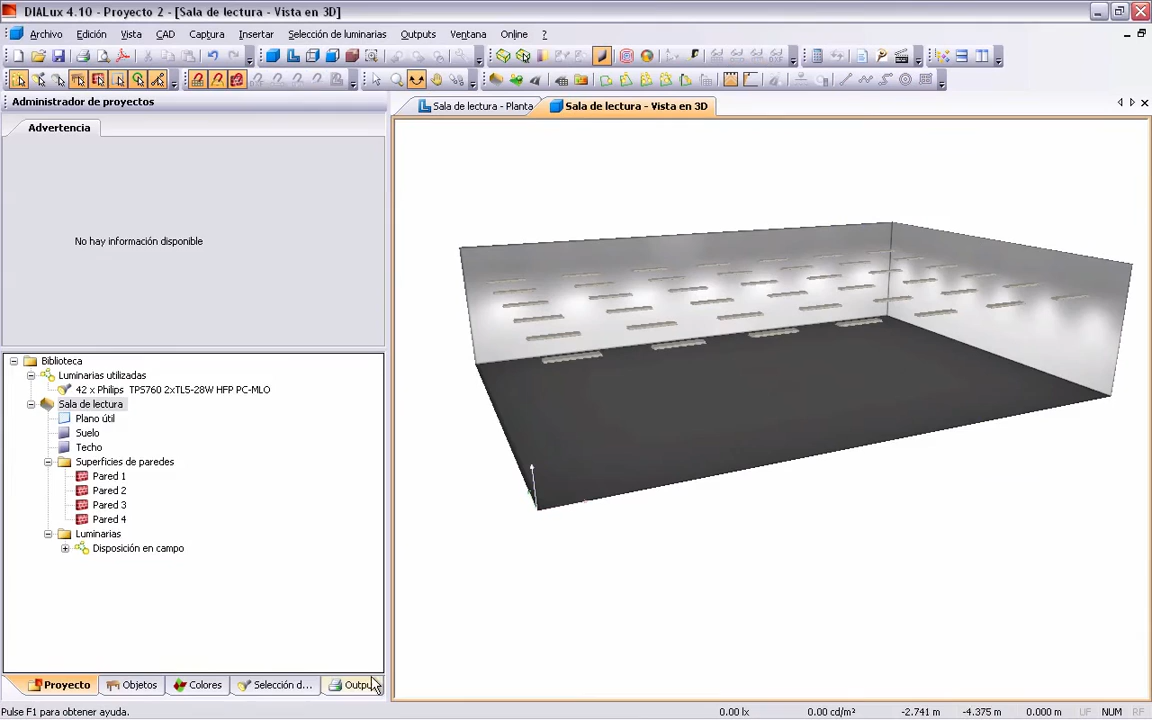 DIALux 4.10 - Proyecto 2 - [Sala de lectura - Vista en 3D]
Archivo Edición Vista CAD Captura Insertar Selección de luminarias Outputs Ventana Online ?
Administrador de proyectos
Sala de lectura - Planta Sala de lectura - Vista en 3D
Advertencia
No hay información disponible
Biblioteca
Luminarias utilizadas
42 x Philips TPS760 2xTL5-28W HFP PC-MLO
Sala de lectura
Plano útil
Suelo
Techo
Superficies de paredes
Pared 1
Pared 2
Pared 3
Pared 4
Luminarias
Disposición en campo
Proyecto Objetos Colores Selección d...
Pulse F1 para obtener ayuda. 0.00 lx 0.00 cd/m² -2.741 m -4.375 m 0.000 m UF NUM RF